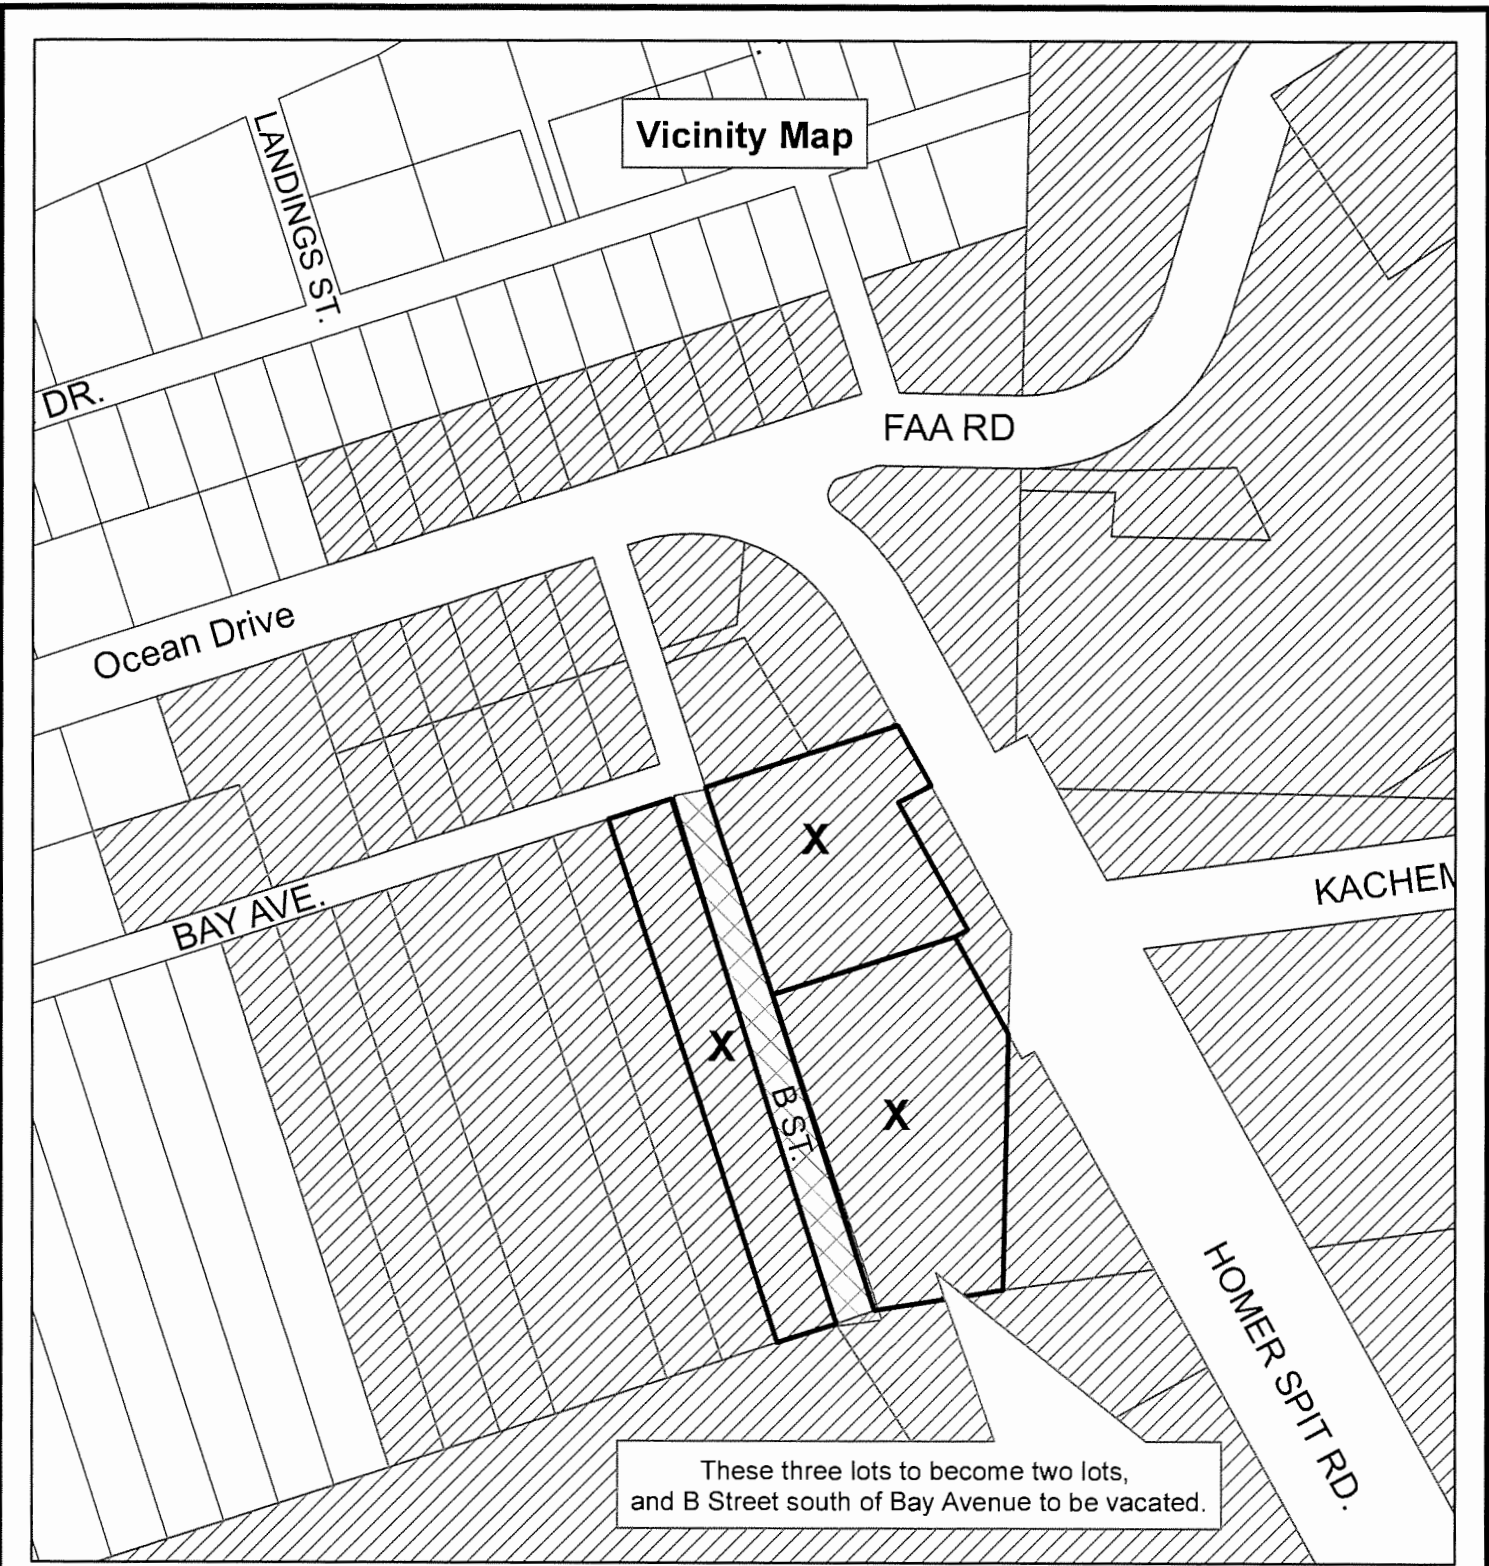 Vicinity Map
LANDINGS ST.
DR.
FAA RD
Ocean Drive
X
KACHEM
BAY AVE.
X
B ST.
X
HOMER SPIT RD.
These three lots to become two lots,
and B Street south of Bay Avenue to be vacated.